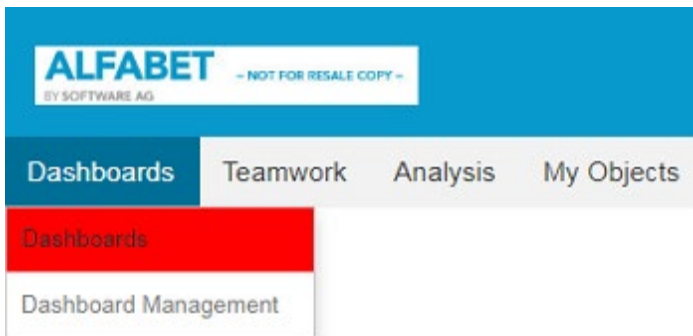 ALFABET – NOT FOR RESALE COPY –
BY SOFTWARE AG
Dashboards Teamwork Analysis My Objects
Dashboards
Dashboard Management